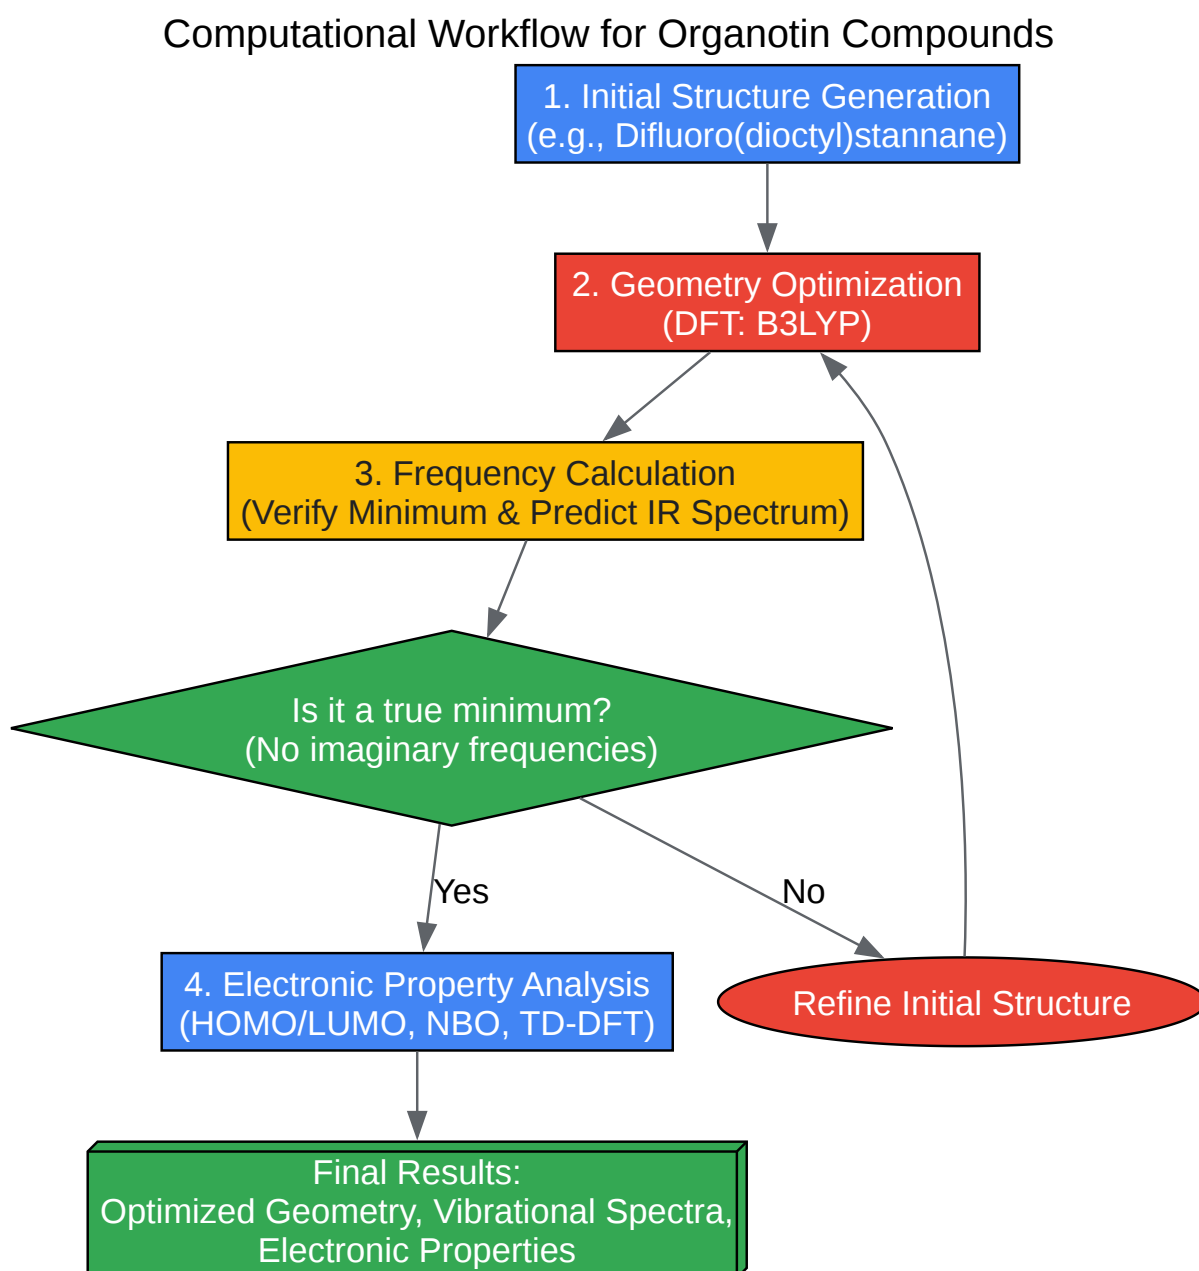 Computational Workflow for Organotin Compounds
1. Initial Structure Generation
(e.g., Difluoro(dioctyl)stannane)
2. Geometry Optimization
(DFT: B3LYP)
3. Frequency Calculation
(Verify Minimum & Predict IR Spectrum)
Is it a true minimum?
(No imaginary frequencies)
Yes
No
4. Electronic Property Analysis
(HOMO/LUMO, NBO, TD-DFT)
Refine Initial Structure
Final Results:
Optimized Geometry, Vibrational Spectra,
Electronic Properties